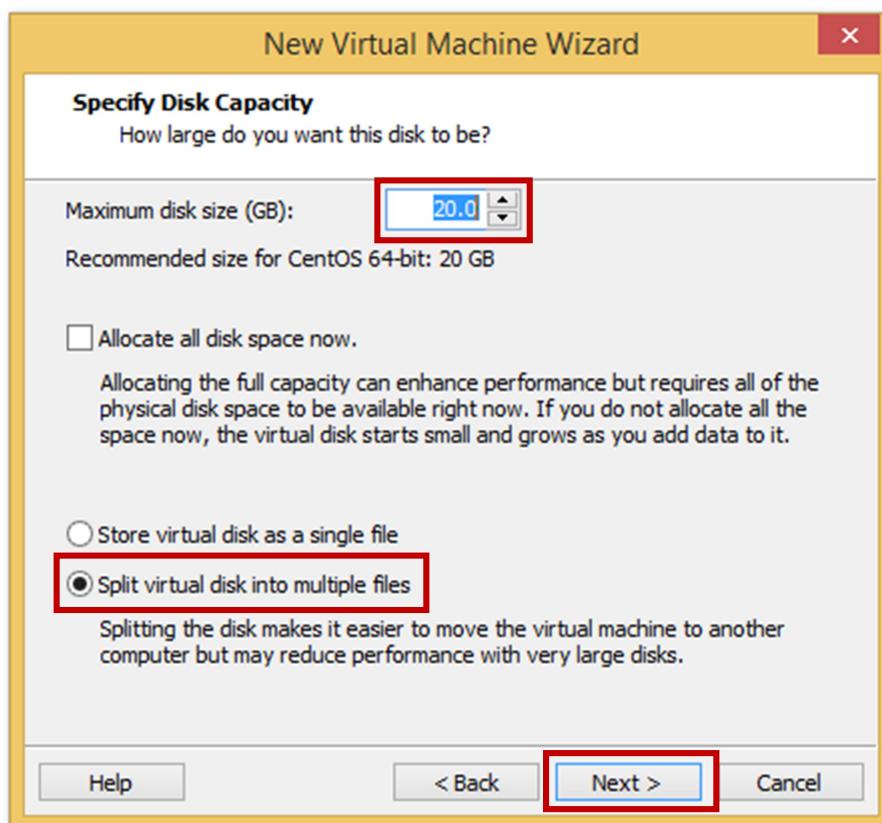 New Virtual Machine Wizard
Specify Disk Capacity
How large do you want this disk to be?
Maximum disk size (GB): 20.0
Recommended size for CentOS 64-bit: 20 GB
Allocate all disk space now.
Allocating the full capacity can enhance performance but requires all of the
physical disk space to be available right now. If you do not allocate all the
space now, the virtual disk starts small and grows as you add data to it.
Store virtual disk as a single file
Split virtual disk into multiple files
Splitting the disk makes it easier to move the virtual machine to another
computer but may reduce performance with very large disks.
Help < Back Next > Cancel